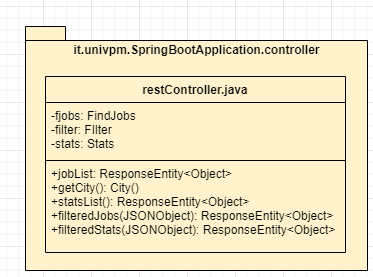 it.univpm.SpringBootApplication.controller
restController.java
-fjobs: FindJobs
-filter: FIlter
-stats: Stats
+jobList: ResponseEntity<Object>
+getCity(): City()
+statsList(): ResponseEntity<Object>
+filteredJobs(JSONObject): ResponseEntity<Object>
+filteredStats(JSONObject): ResponseEntity<Object>